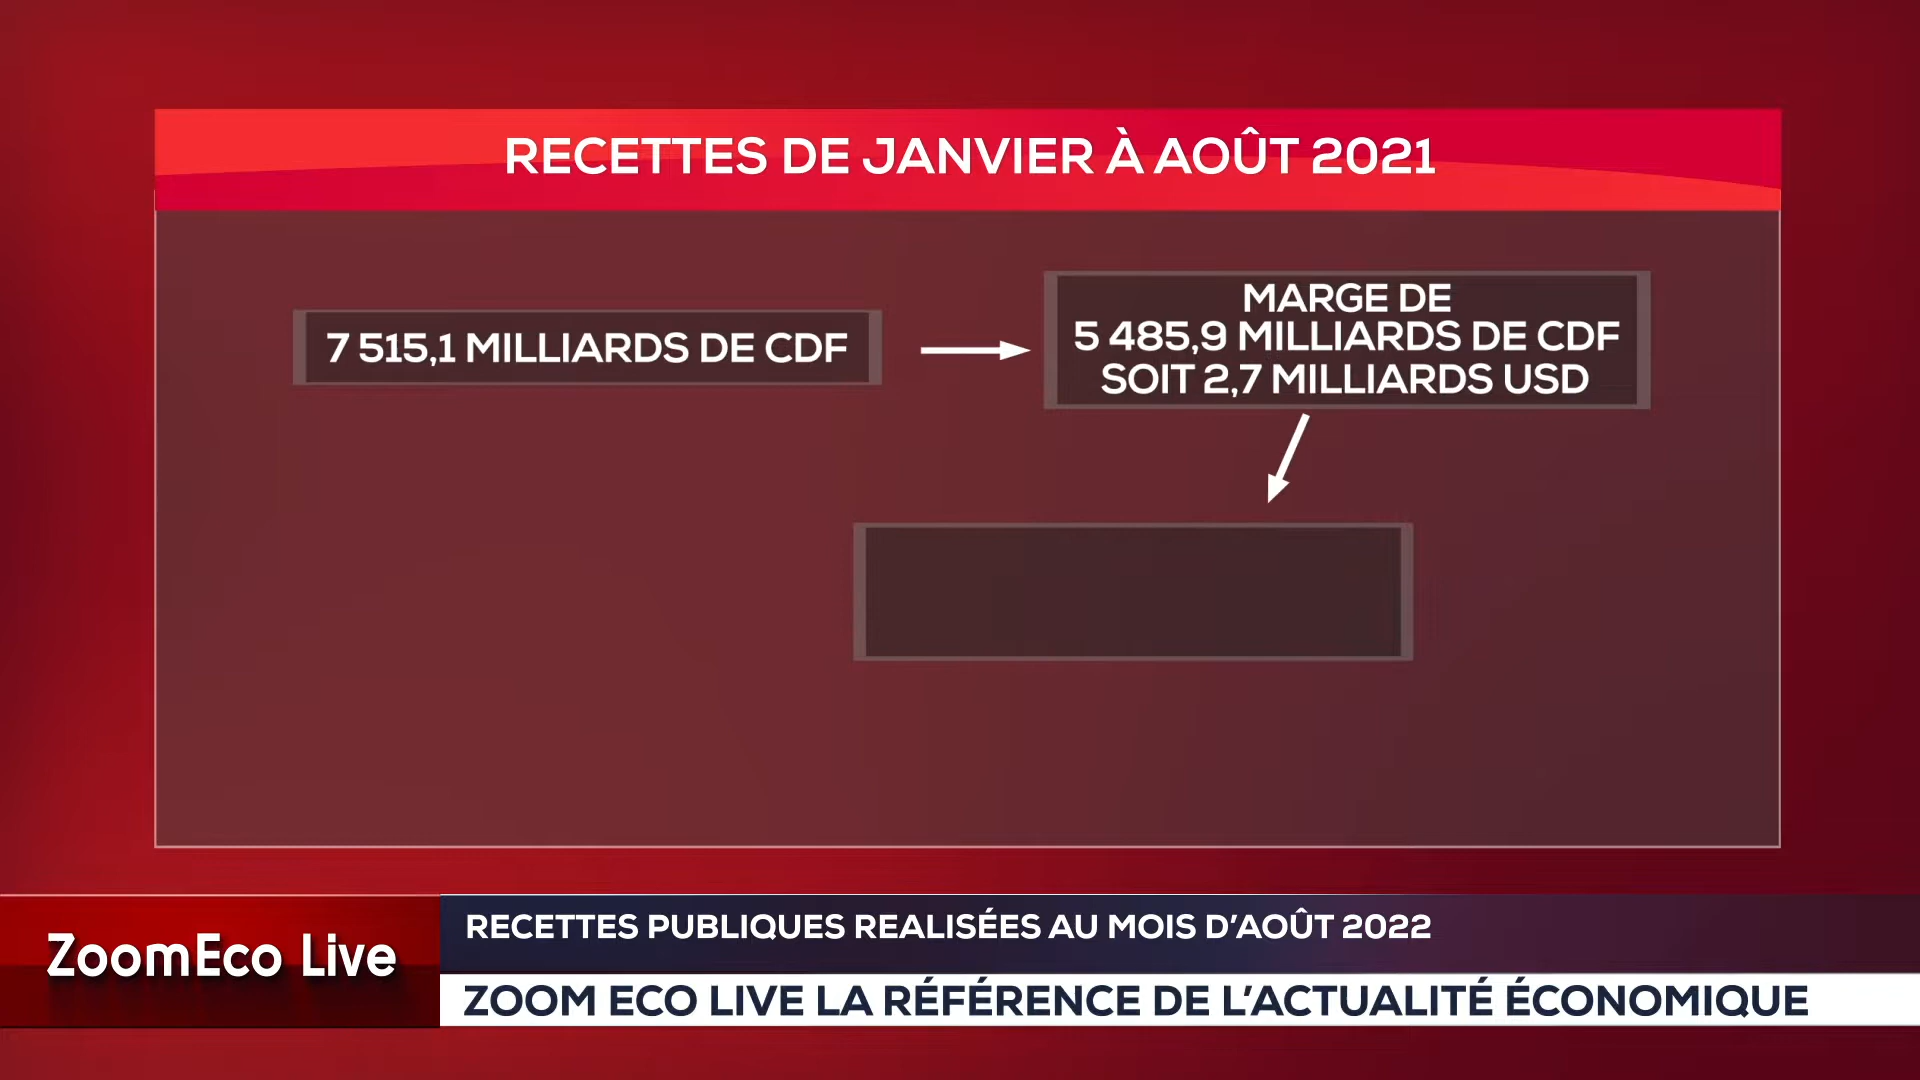 RECETTES DE JANVIER À AOÛT 2021
7 515,1 MILLIARDS DE CDF
MARGE DE
5 485,9 MILLIARDS DE CDF
SOIT 2,7 MILLIARDS USD
ZoomEco Live
RECETTES PUBLIQUES REALISÉES AU MOIS D’AOÛT 2022
ZOOM ECO LIVE LA RÉFÉRENCE DE L’ACTUALITÉ ÉCONOMIQUE